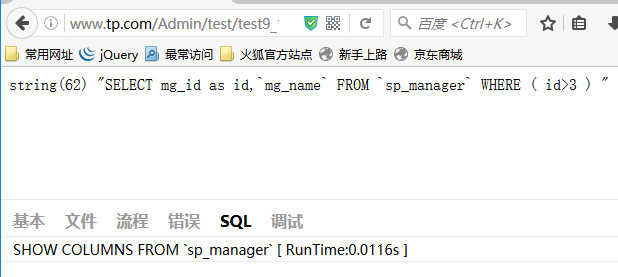 www.tp.com/Admin/test/test9_
百度 <Ctrl+K>
常用网址 jQuery 最常访问 火狐官方站点 新手上路 京东商城
string(62) "SELECT mg_id as id,`mg_name` FROM `sp_manager` WHERE ( id>3 ) "
基本 文件 流程 错误 SQL 调试
SHOW COLUMNS FROM `sp_manager` [ RunTime:0.0116s ]